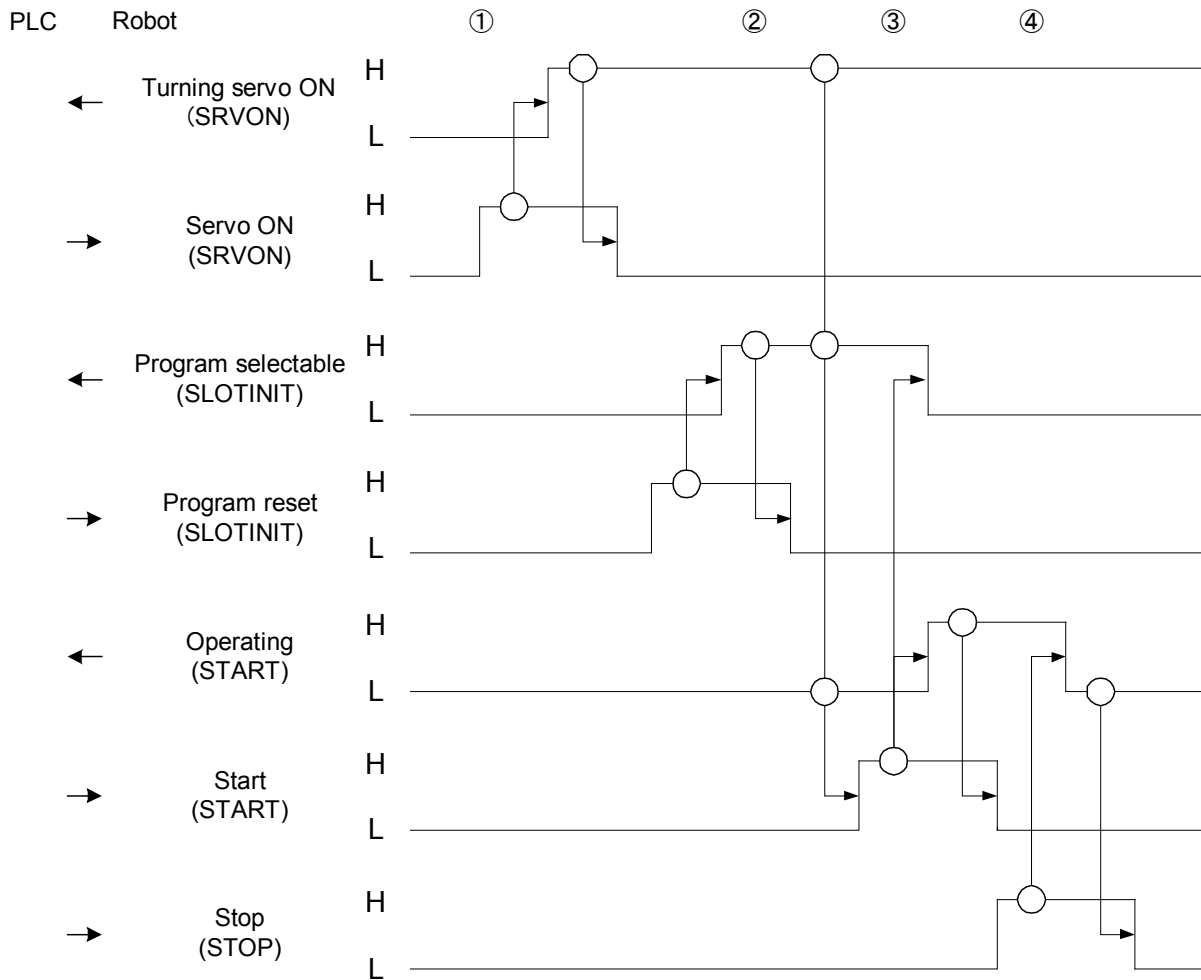 PLC Robot ① ② ③ ④
H
Turning servo ON
(SRVON)
L
H
Servo ON
(SRVON)
L
H
Program selectable
(SLOTINIT)
L
H
Program reset
(SLOTINIT)
L
H
Operating
(START)
L
H
Start
(START)
L
H
Stop
(STOP)
L